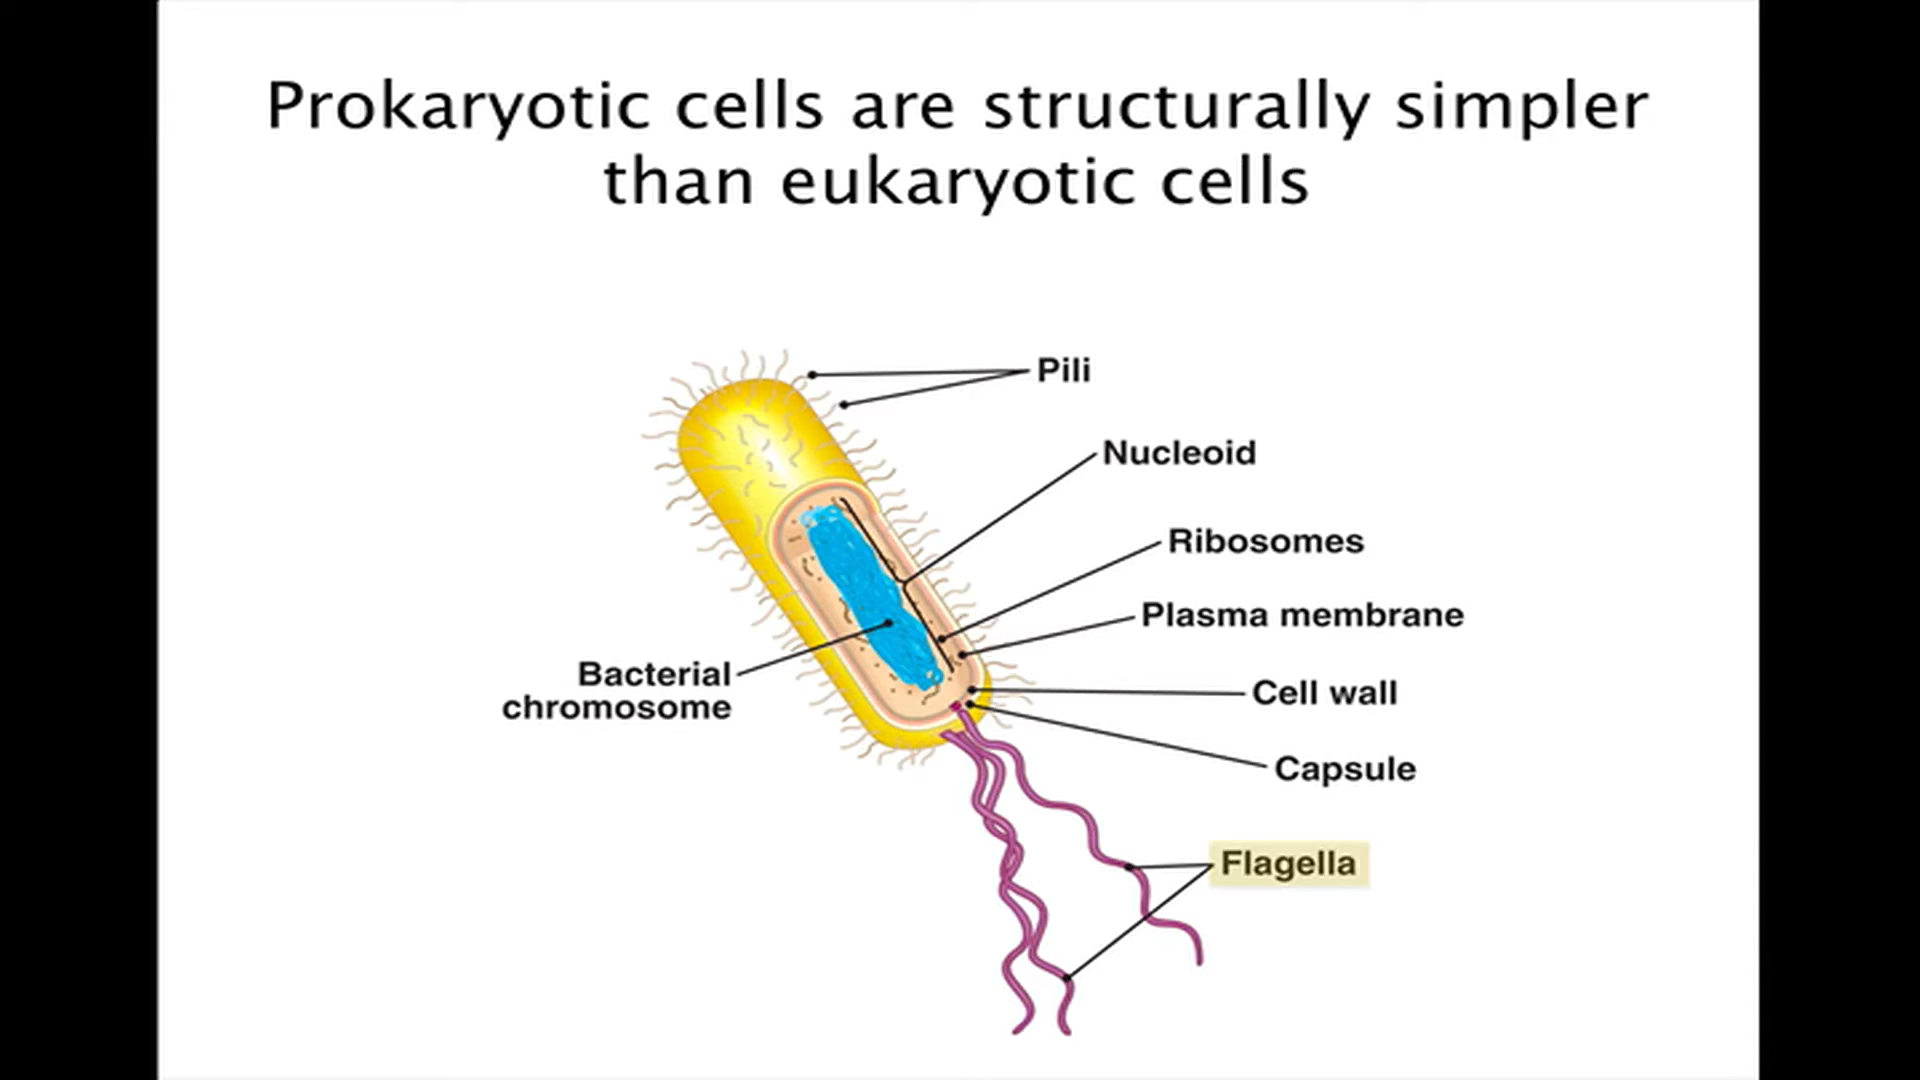 Prokaryotic cells are structurally simpler
than eukaryotic cells
Pili
Nucleoid
Ribosomes
Plasma membrane
Bacterial
chromosome
Cell wall
Capsule
Flagella